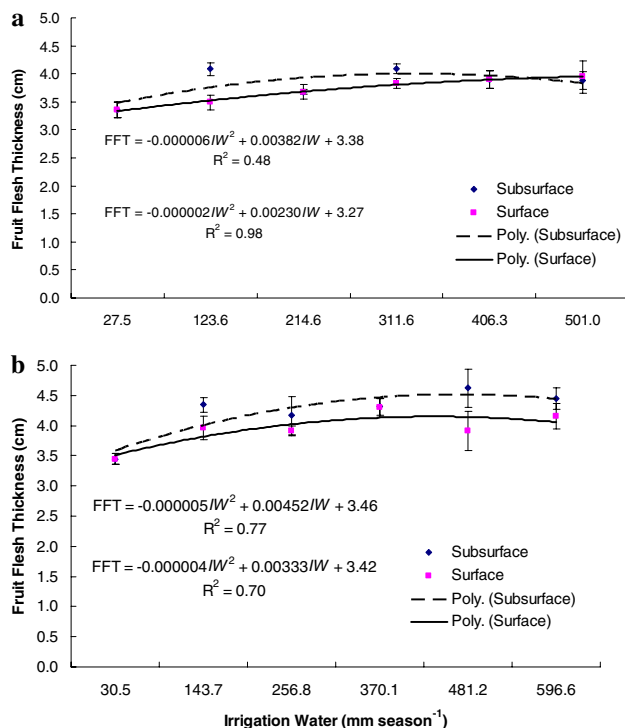 a
5.0
4.5
4.0
3.5
3.0
2.5
2.0
1.5
1.0
0.5
0.0
Fruit Flesh Thickness (cm)
FFT = -0.000006IW² + 0.00382IW + 3.38
R² = 0.48
FFT = -0.000002IW² + 0.00230IW + 3.27
R² = 0.98
Subsurface
Surface
Poly. (Subsurface)
Poly. (Surface)
27.5 123.6 214.6 311.6 406.3 501.0
b
5.0
4.5
4.0
3.5
3.0
2.5
2.0
1.5
1.0
0.5
0.0
Fruit Flesh Thickness (cm)
FFT = -0.000005IW² + 0.00452IW + 3.46
R² = 0.77
FFT = -0.000004IW² + 0.00333IW + 3.42
R² = 0.70
Subsurface
Surface
Poly. (Subsurface)
Poly. (Surface)
30.5 143.7 256.8 370.1 481.2 596.6
Irrigation Water (mm season⁻¹)